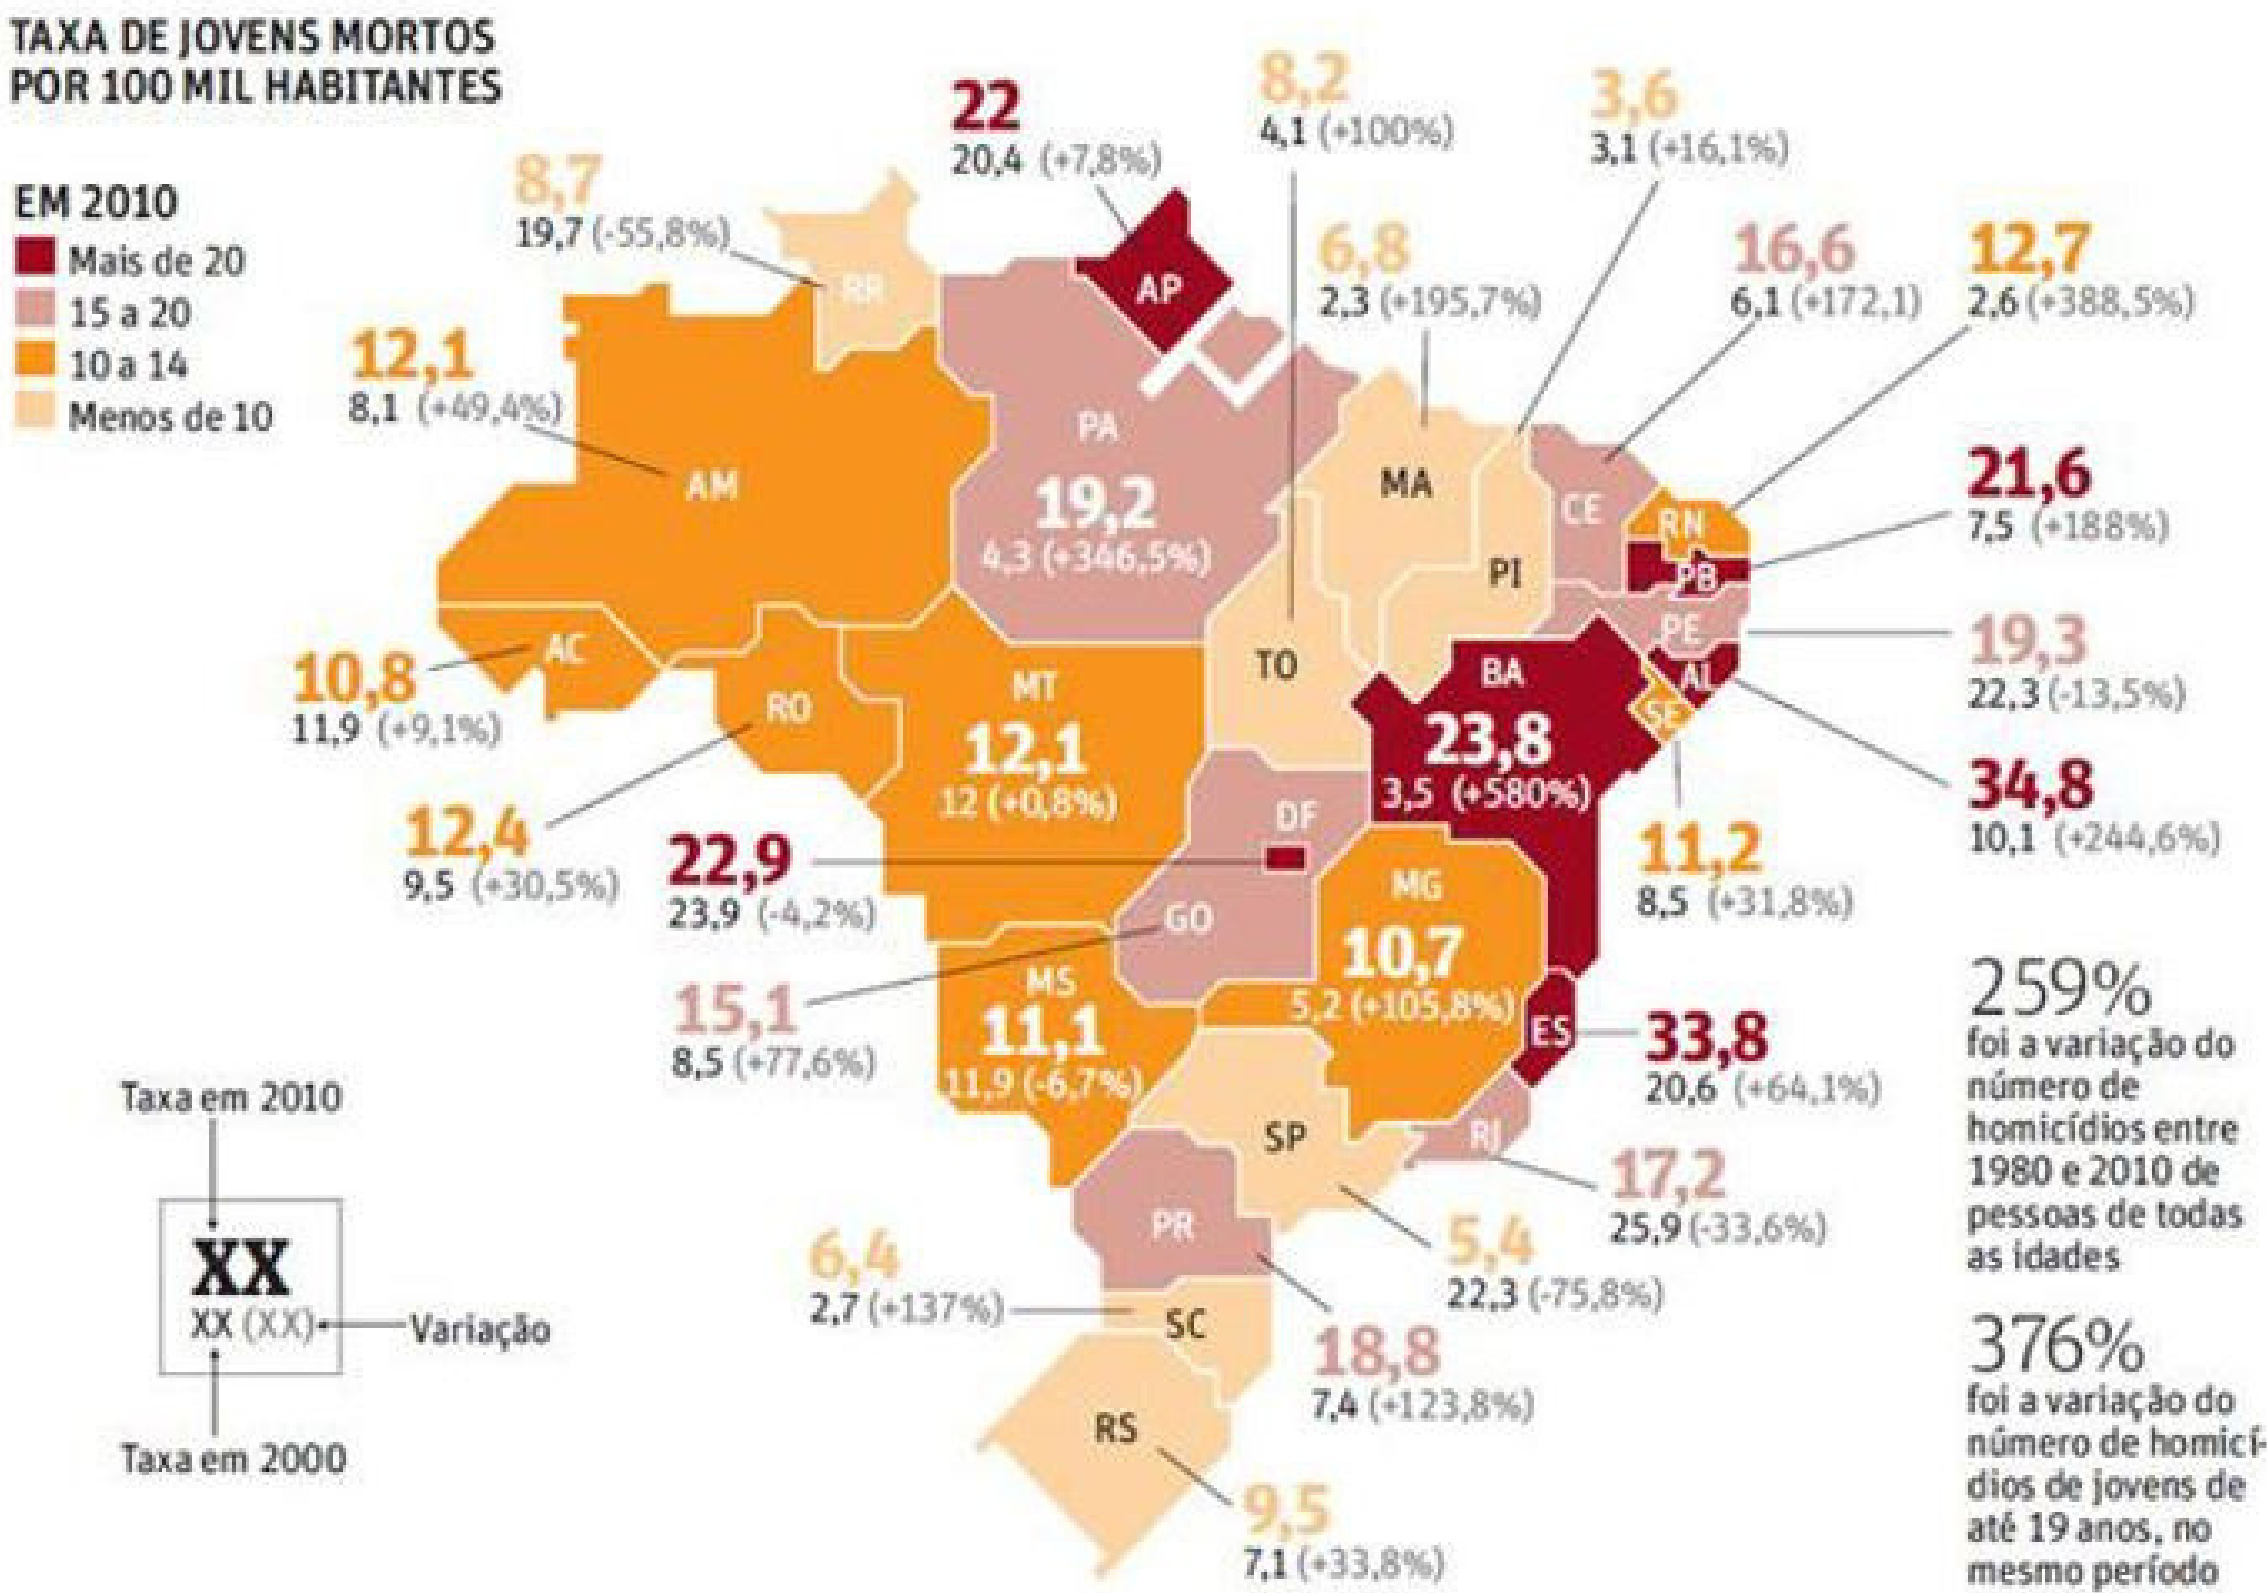 TAXA DE JOVENS MORTOS
POR 100 MIL HABITANTES
EM 2010
Mais de 20
15 a 20
10 a 14
Menos de 10
8,7
19,7 (-55,8%)
RR
22
20,4 (+7,8%)
AP
8,2
4,1 (+100%)
3,6
3,1 (+16,1%)
6,8
2,3 (+195,7%)
16,6
6,1 (+172,1)
12,7
2,6 (+388,5%)
12,1
8,1 (+49,4%)
AM
PA
19,2
4,3 (+346,5%)
MA
PI
CE
RN
PB
21,6
7,5 (+188%)
PE
19,3
22,3 (-13,5%)
AL
34,8
10,1 (+244,6%)
AC
10,8
11,9 (+9,1%)
RO
12,4
9,5 (+30,5%)
MT
12,1
12 (+0,8%)
TO
BA
23,8
3,5 (+580%)
SE
11,2
8,5 (+31,8%)
DF
22,9
23,9 (-4,2%)
GO
15,1
8,5 (+77,6%)
MG
10,7
5,2 (+105,8%)
MS
11,1
11,9 (-6,7%)
ES
33,8
20,6 (+64,1%)
RJ
17,2
25,9 (-33,6%)
SP
5,4
22,3 (-75,8%)
PR
18,8
7,4 (+123,8%)
6,4
2,7 (+137%)
SC
RS
9,5
7,1 (+33,8%)
Taxa em 2010
XX
XX (XX)
Variação
Taxa em 2000
259%
foi a variação do
número de
homicídios entre
1980 e 2010 de
pessoas de todas
as idades
376%
foi a variação do
número de homicí-
dios de jovens de
até 19 anos, no
mesmo período